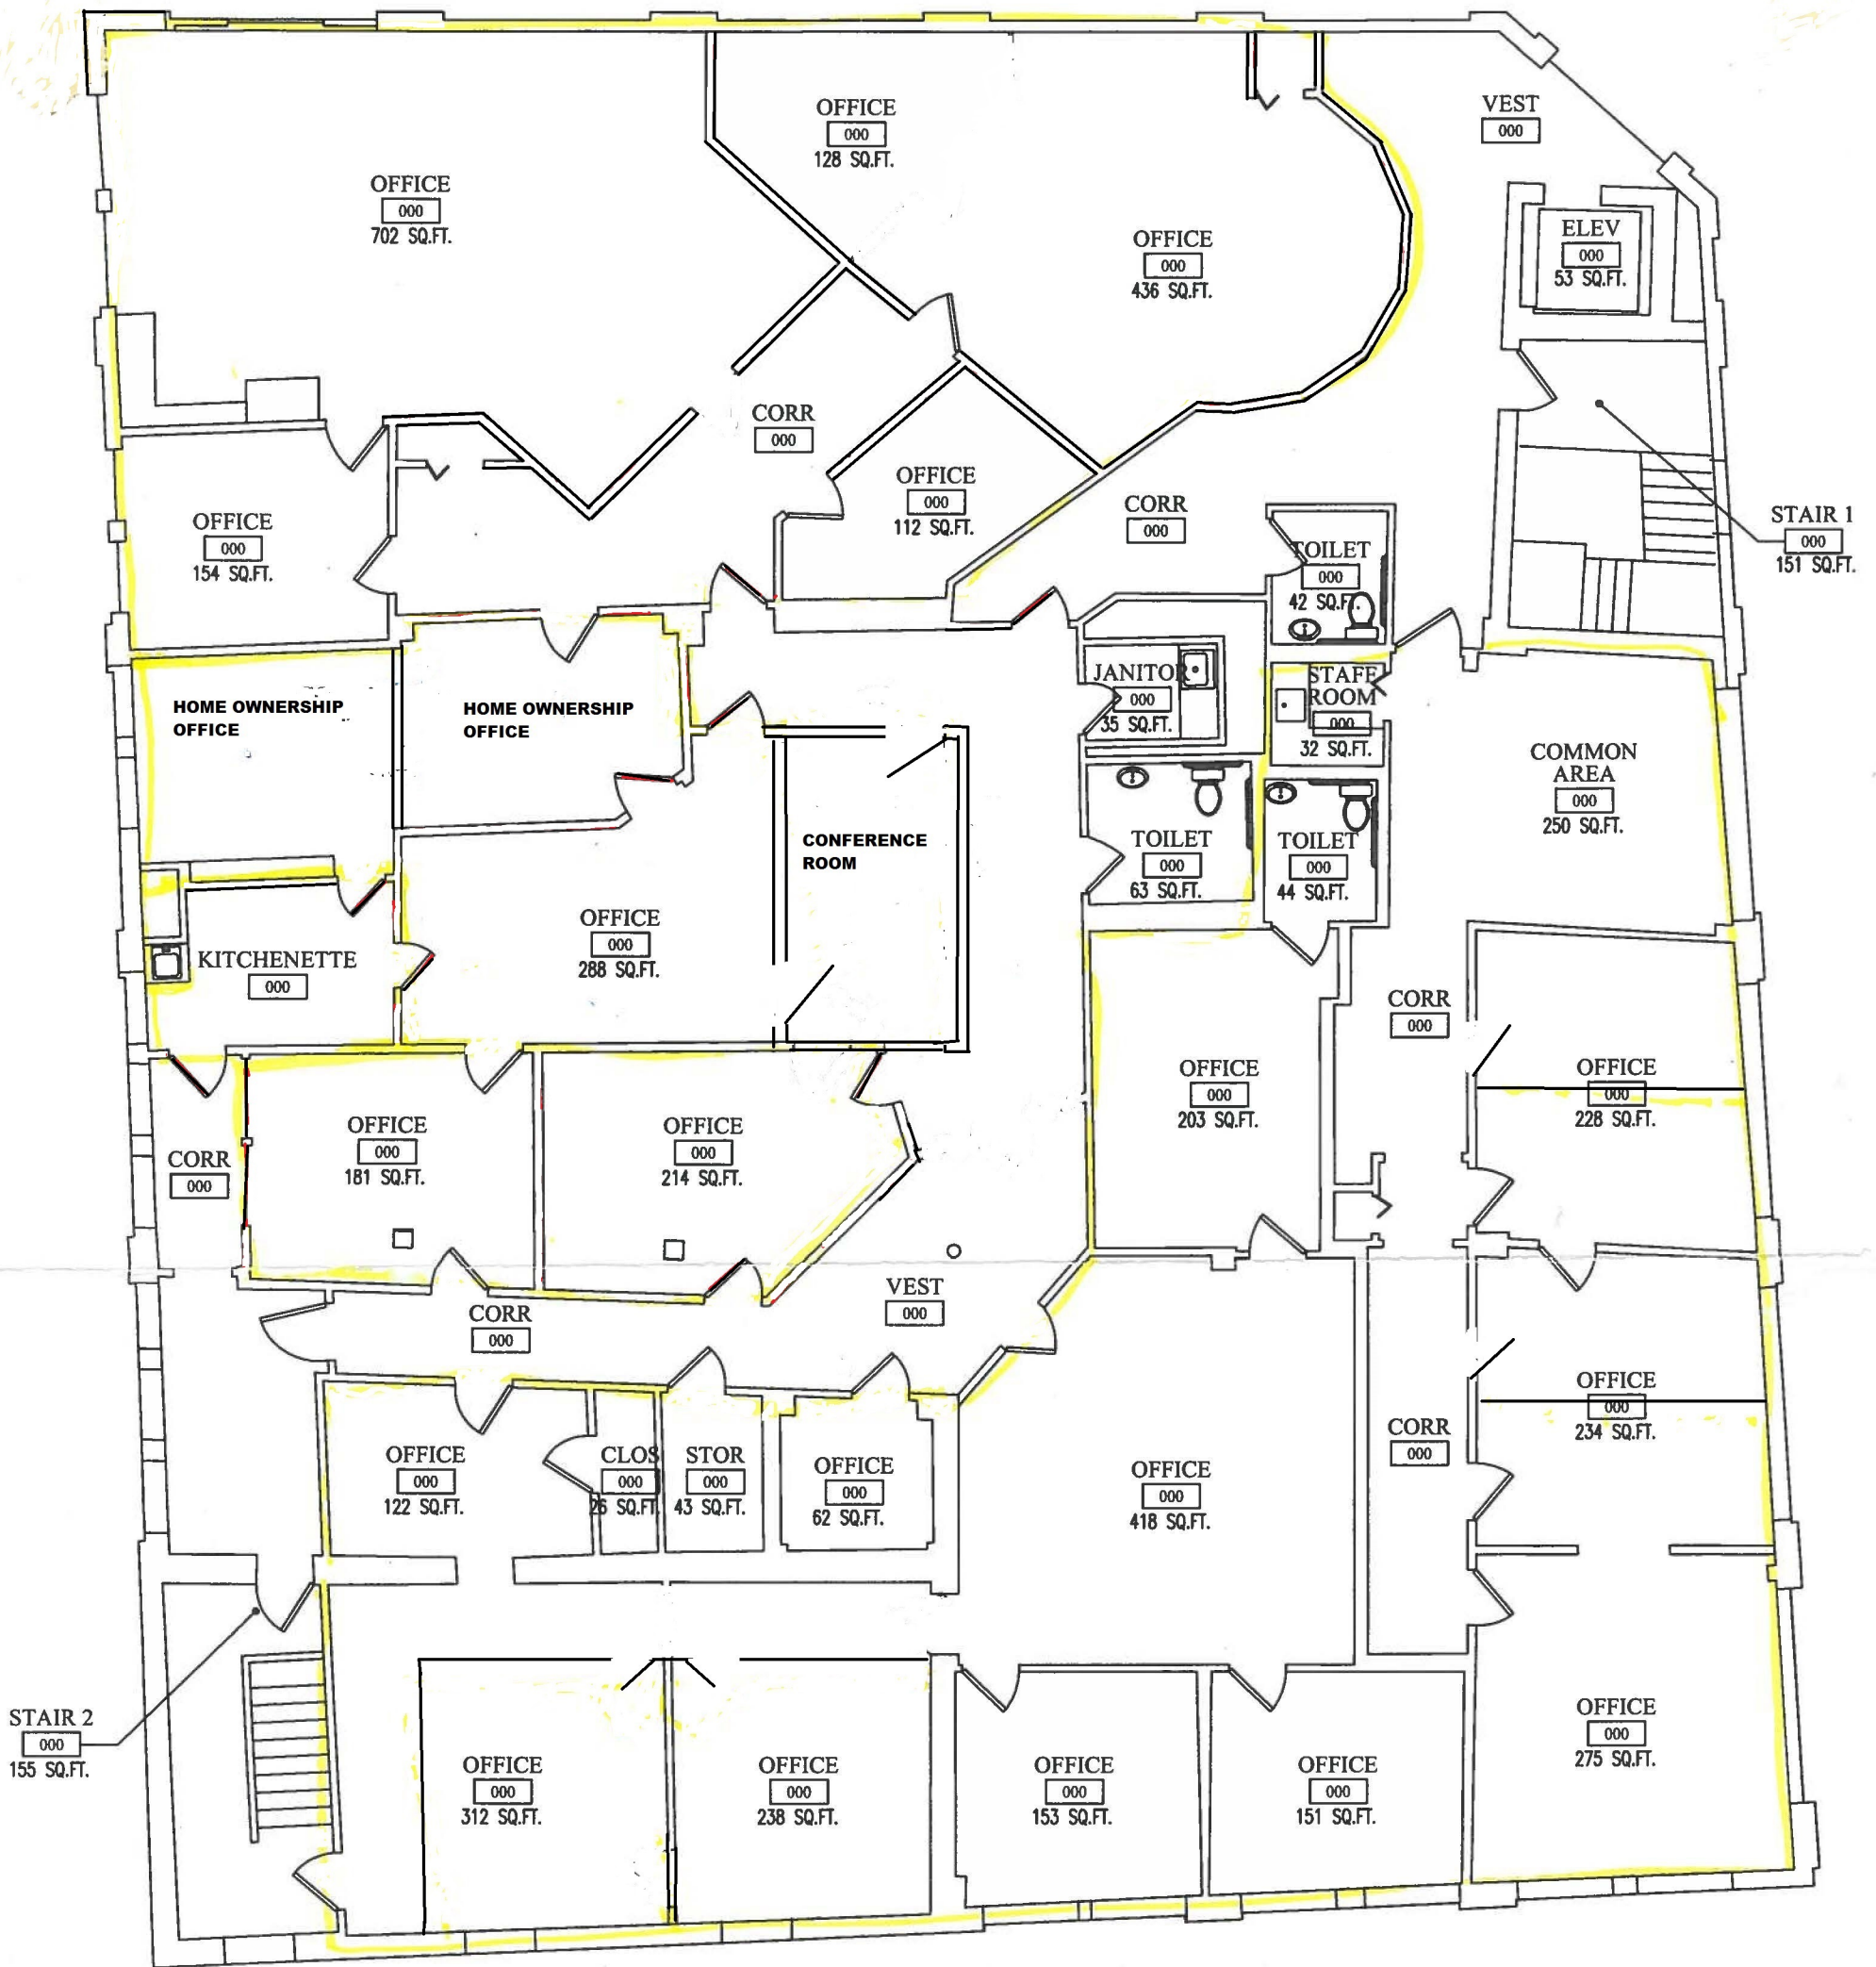 VEST
000
OFFICE
000
128 SQ.FT.
OFFICE
000
702 SQ.FT.
OFFICE
000
436 SQ.FT.
ELEV
000
53 SQ.FT.
CORR
000
OFFICE
000
112 SQ.FT.
CORR
000
STAIR 1
000
151 SQ.FT.
OFFICE
000
154 SQ.FT.
TOILET
000
42 SQ.FT.
HOME OWNERSHIP
OFFICE
HOME OWNERSHIP
OFFICE
JANITOR
000
35 SQ.FT.
STAFF
ROOM
000
32 SQ.FT.
COMMON
AREA
000
250 SQ.FT.
CONFERENCE
ROOM
TOILET
000
63 SQ.FT.
TOILET
000
44 SQ.FT.
OFFICE
000
288 SQ.FT.
KITCHENETTE
000
CORR
000
OFFICE
000
203 SQ.FT.
OFFICE
000
228 SQ.FT.
CORR
000
OFFICE
000
181 SQ.FT.
OFFICE
000
214 SQ.FT.
VEST
000
CORR
000
OFFICE
000
234 SQ.FT.
CORR
000
OFFICE
000
122 SQ.FT.
CLOS
000
26 SQ.FT.
STOR
000
43 SQ.FT.
OFFICE
000
62 SQ.FT.
OFFICE
000
418 SQ.FT.
STAIR 2
000
155 SQ.FT.
OFFICE
000
312 SQ.FT.
OFFICE
000
238 SQ.FT.
OFFICE
000
153 SQ.FT.
OFFICE
000
151 SQ.FT.
OFFICE
000
275 SQ.FT.